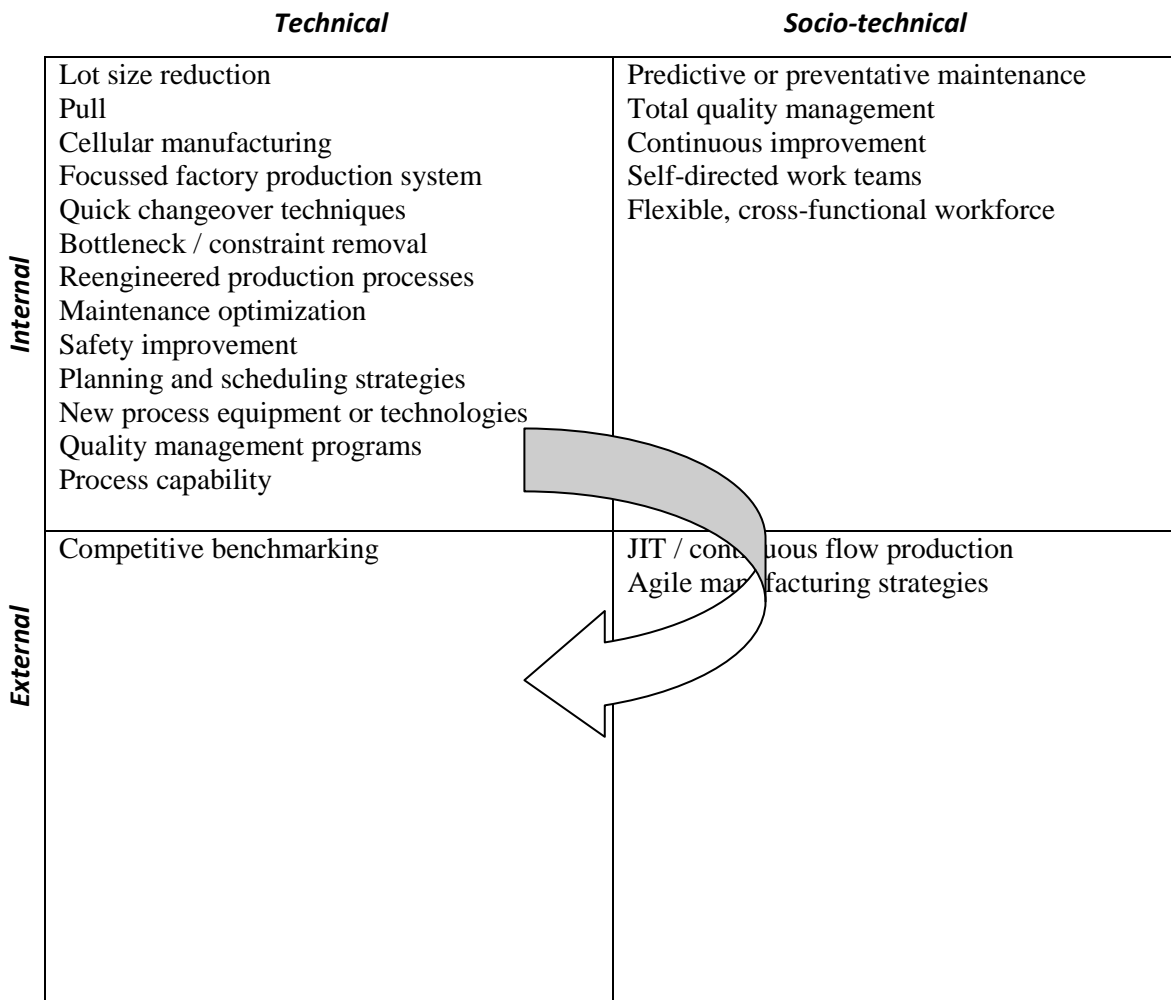 Technical
Socio-technical
Internal
Lot size reduction
Pull
Cellular manufacturing
Focussed factory production system
Quick changeover techniques
Bottleneck / constraint removal
Reengineered production processes
Maintenance optimization
Safety improvement
Planning and scheduling strategies
New process equipment or technologies
Quality management programs
Process capability
Predictive or preventative maintenance
Total quality management
Continuous improvement
Self-directed work teams
Flexible, cross-functional workforce
External
Competitive benchmarking
JIT / continuous flow production
Agile manufacturing strategies